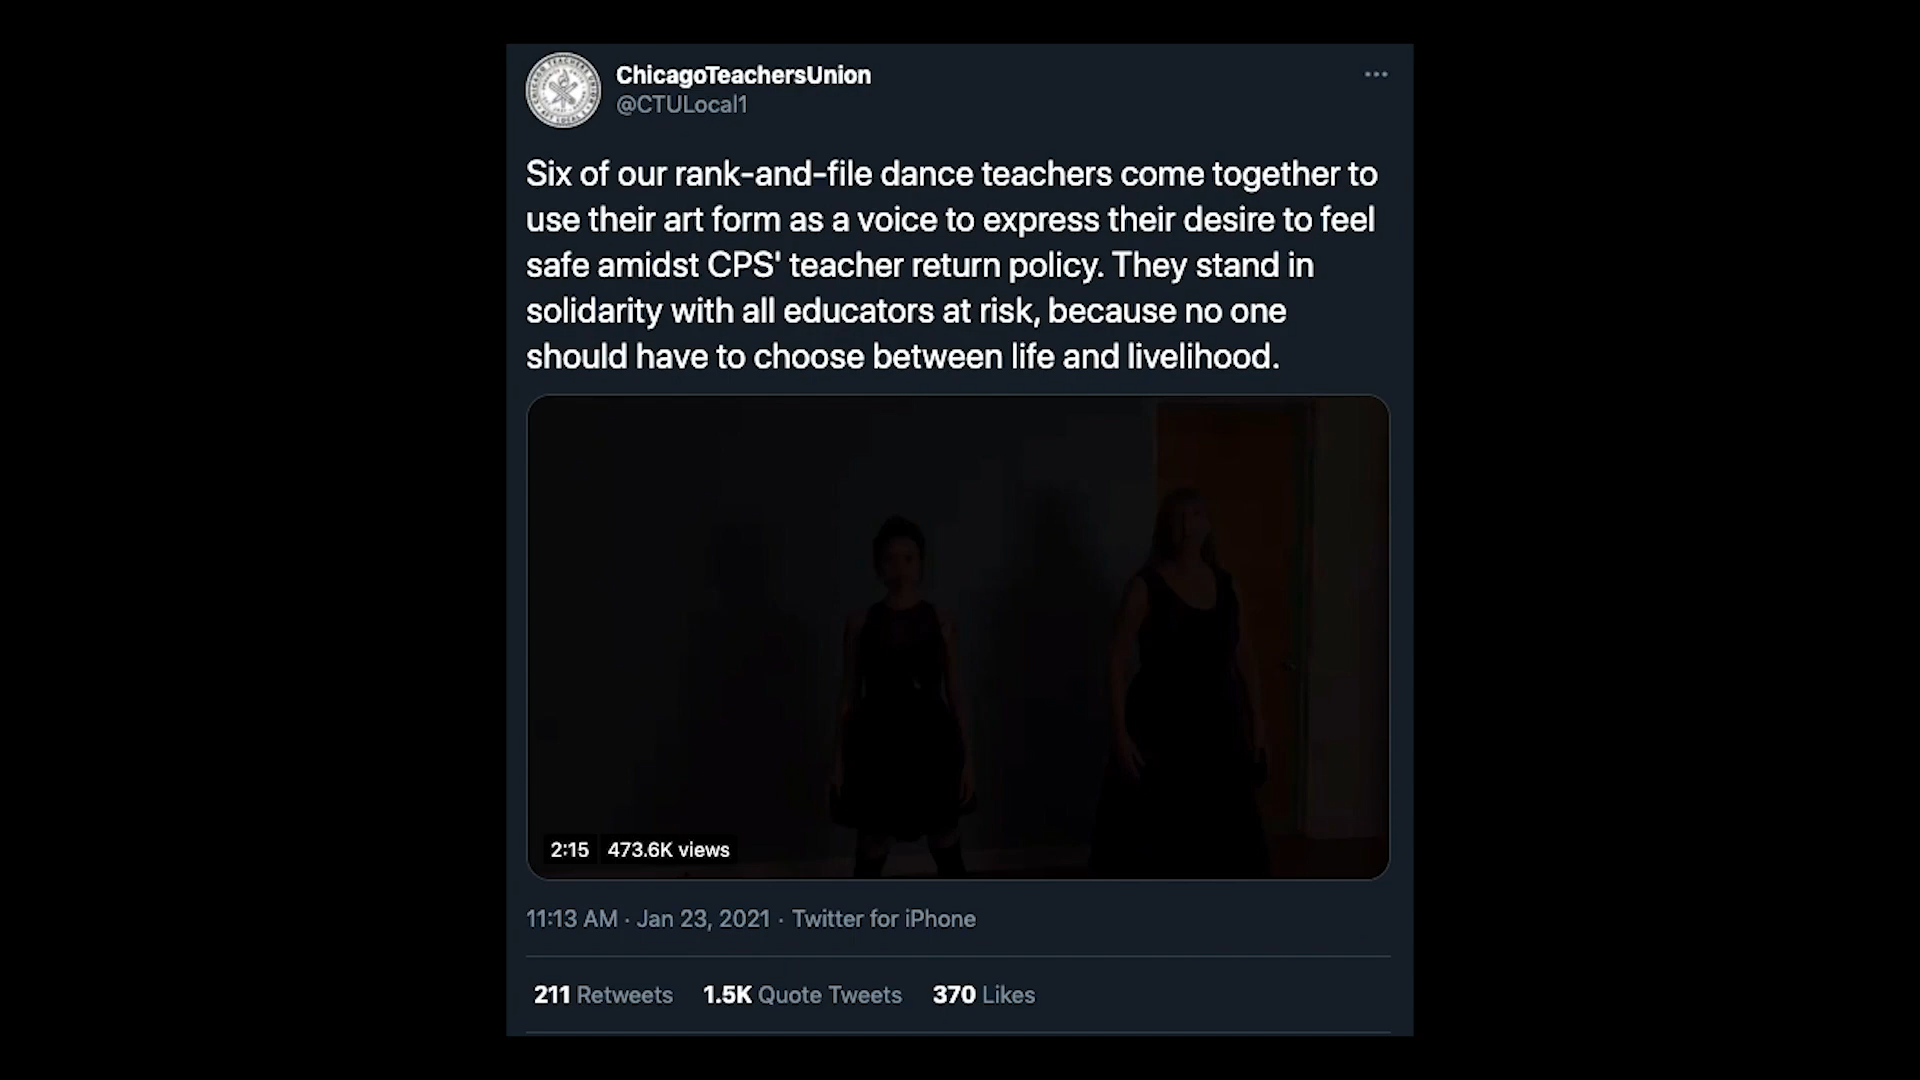 ChicagoTeachersUnion
@CTULocal1
Six of our rank-and-file dance teachers come together to
use their art form as a voice to express their desire to feel
safe amidst CPS' teacher return policy. They stand in
solidarity with all educators at risk, because no one
should have to choose between life and livelihood.
2:15 473.6K views
11:13 AM · Jan 23, 2021 · Twitter for iPhone
211 Retweets 1.5K Quote Tweets 370 Likes